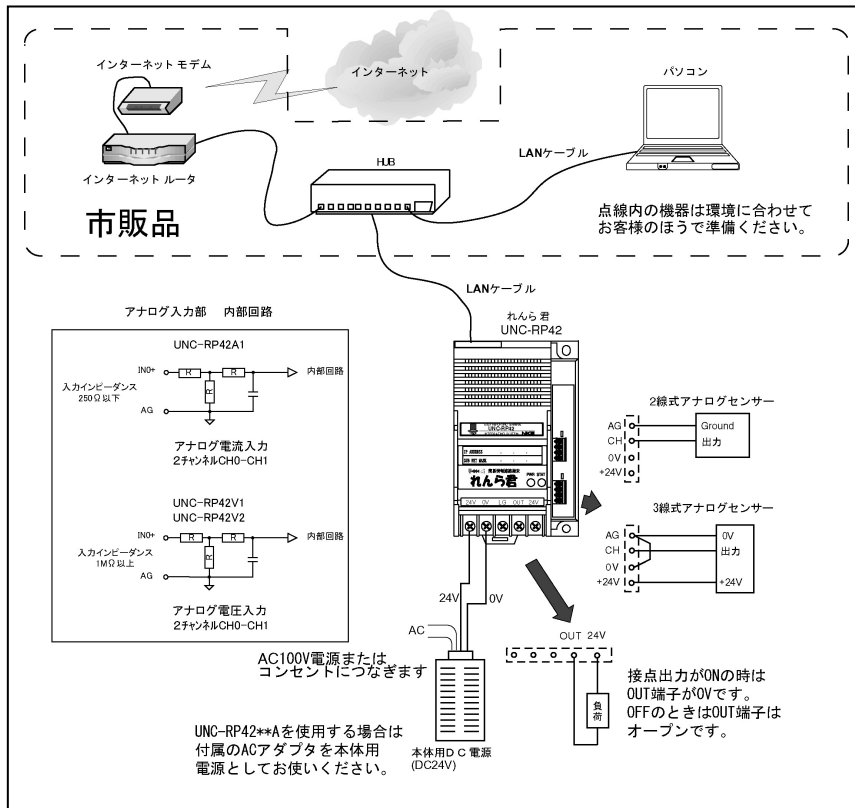 インターネット モデム
インターネット
パソコン
インターネット ルータ
HUB
LANケーブル
市販品
点線内の機器は環境に合わせて
お客様のほうで準備ください。
LANケーブル
アナログ入力部 内部回路
れんら君
UNC-RP42
UNC-RP42A1
IN0+
R
R
R
内部回路
入力インピーダンス
250Ω以下
AG
アナログ電流入力
2チャンネルCH0-CH1
UNC-RP42V1
UNC-RP42V2
IN0+
R
R
R
内部回路
入力インピーダンス
1MΩ以上
AG
アナログ電圧入力
2チャンネルCH0-CH1
UNC-RP42
IP ADDRESS
SUB NET MASK
PWR STAT
れんら君
24V 0V LG OUT 24V
2線式アナログセンサー
AG
CH
0V
+24V
Ground
出力
3線式アナログセンサー
AG
CH
0V
+24V
0V
出力
+24V
24V
0V
AC
AC100V電源または
コンセントにつなぎます
OUT 24V
負荷
接点出力がONの時は
OUT端子が0Vです。
OFFのときはOUT端子は
オープンです。
UNC-RP42**Aを使用する場合は
付属のACアダプタを本体用
電源としてお使いください。
本体用DC電源
(DC24V)